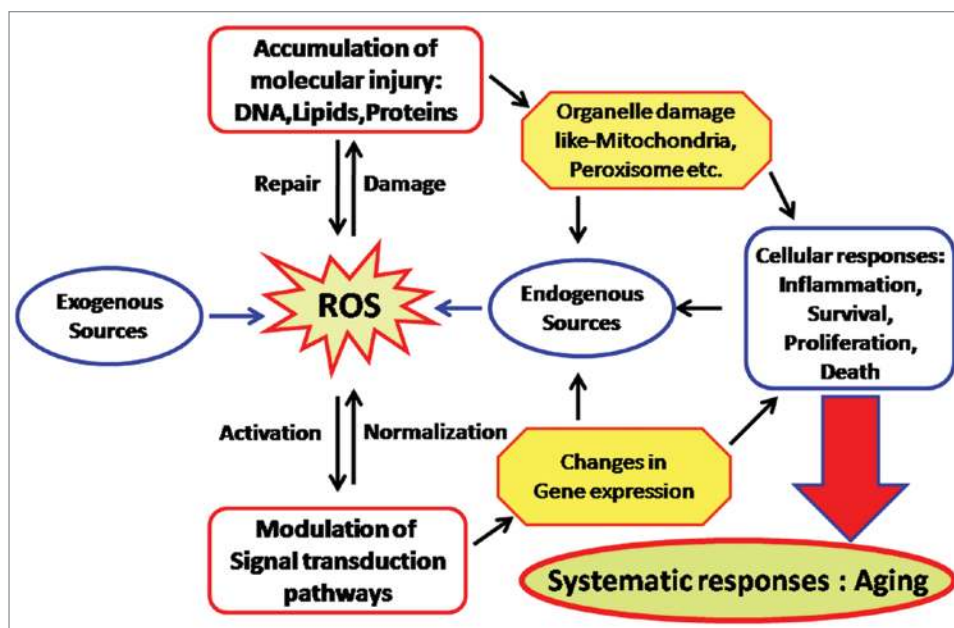 Accumulation of
molecular injury:
DNA,Lipids,Proteins
Organelle damage
like-Mitochondria,
Peroxisome etc.
Repair
Damage
Cellular responses:
Inflammation,
Survival,
Proliferation,
Death
Exogenous
Sources
ROS
Endogenous
Sources
Activation
Normalization
Changes in
Gene expression
Modulation of
Signal transduction
pathways
Systematic responses : Aging